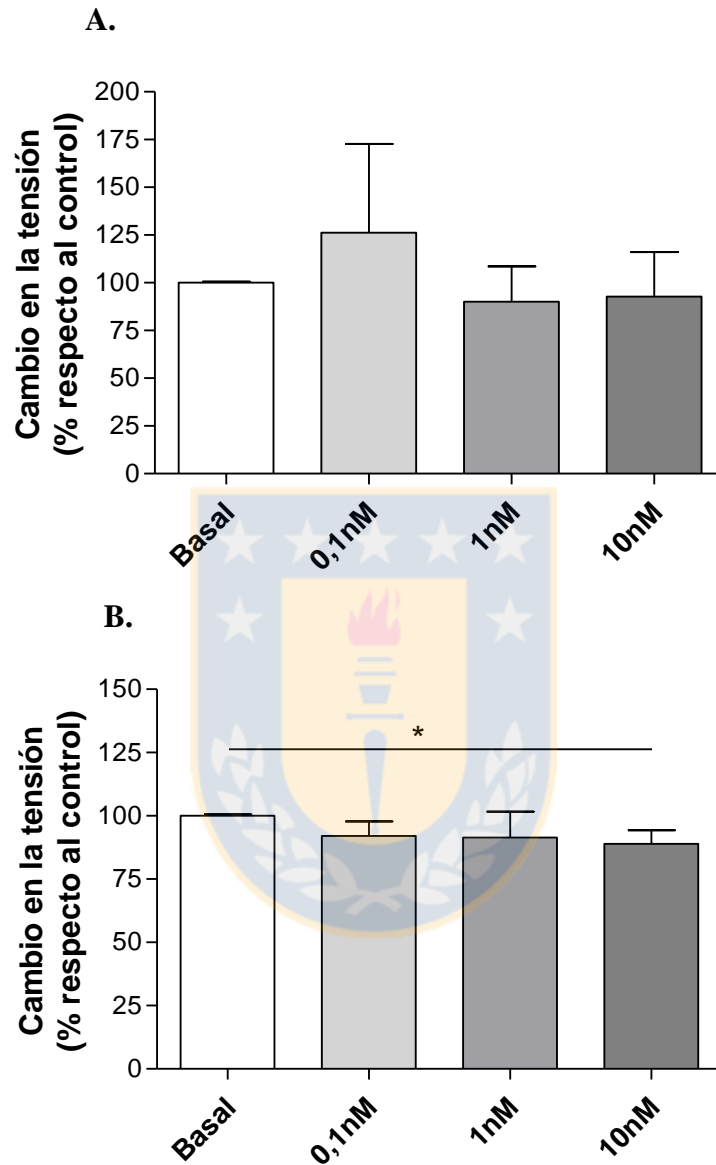 A.
Cambio en la tensión
(% respecto al control)
200
175
150
125
100
75
50
25
0
Basal
0,1nM
1nM
10nM
B.
Cambio en la tensión
(% respecto al control)
150
125
100
75
50
25
0
*
Basal
0,1nM
1nM
10nM